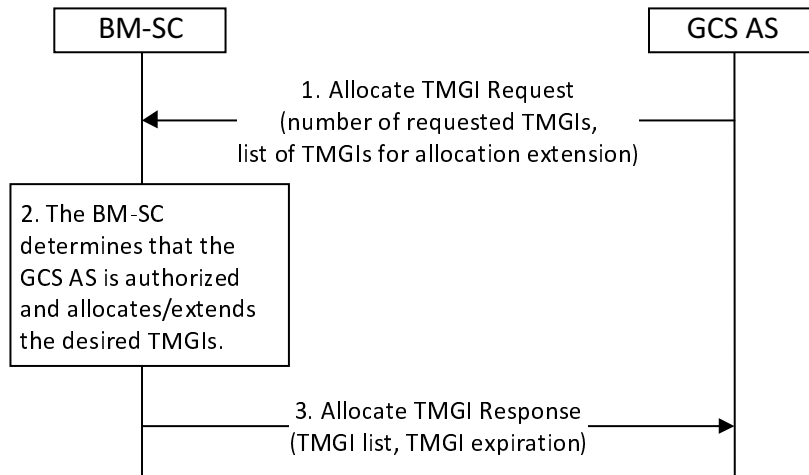 BM-SC
GCS AS
1. Allocate TMGI Request
(number of requested TMGIs,
list of TMGIs for allocation extension)
2. The BM-SC
determines that the
GCS AS is authorized
and allocates/extends
the desired TMGIs.
3. Allocate TMGI Response
(TMGI list, TMGI expiration)